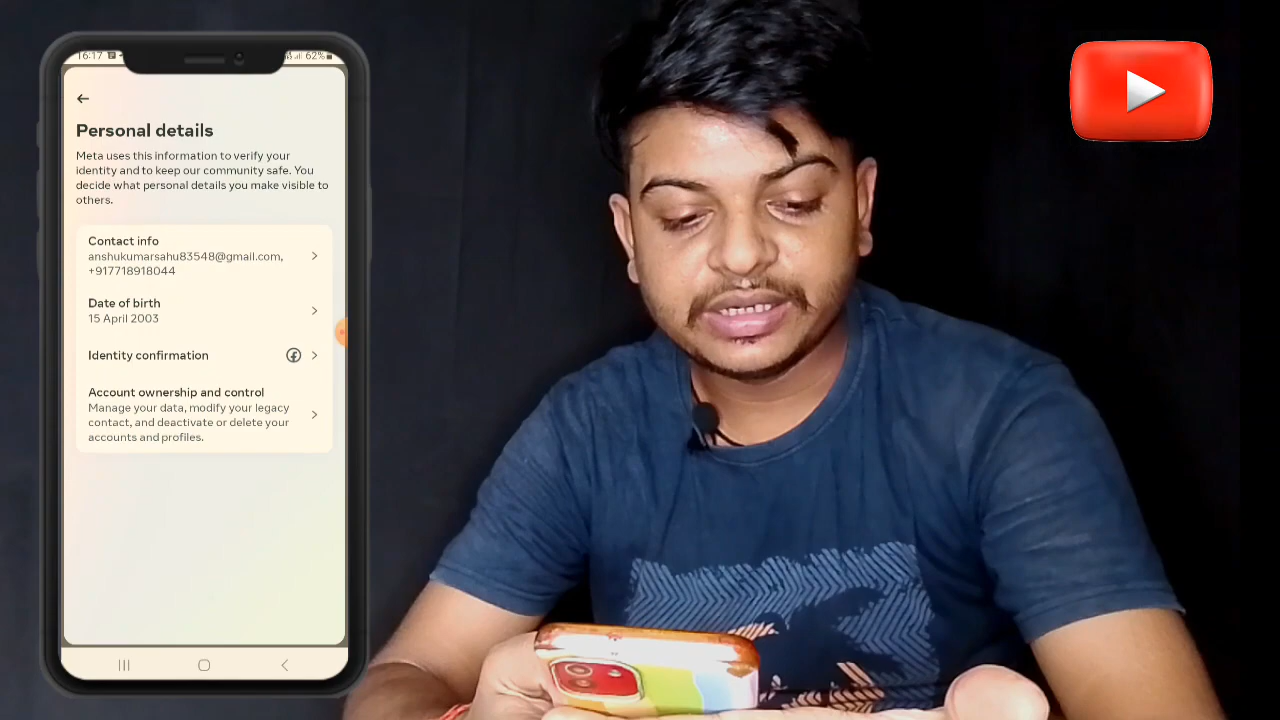 16:17
62%
Personal details
Meta uses this information to verify your
identity and to keep our community safe. You
decide what personal details you make visible to
others.
Contact info
anshukumarsahu83548@gmail.com,
+917718918044
Date of birth
15 April 2003
Identity confirmation
Account ownership and control
Manage your data, modify your legacy
contact, and deactivate or delete your
accounts and profiles.